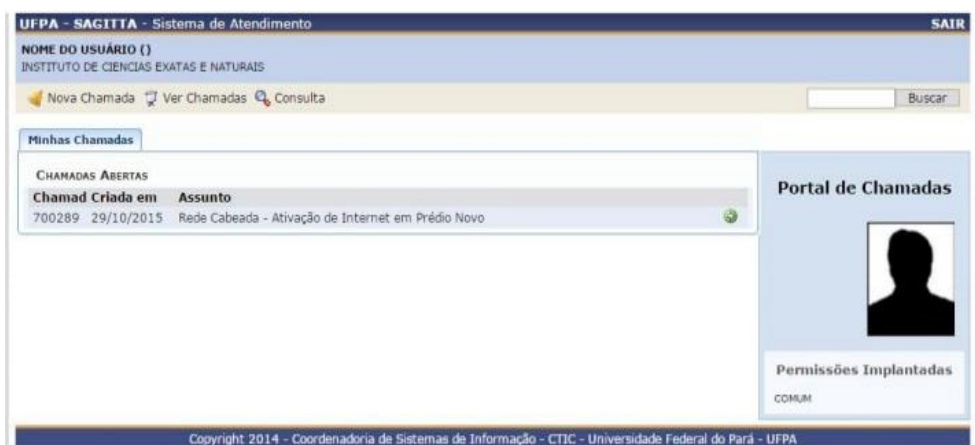 UFPA - SAGITTA - Sistema de Atendimento SAIR
NOME DO USUÁRIO ()
INSTITUTO DE CIENCIAS EXATAS E NATURAIS
Nova Chamada Ver Chamadas Consulta Buscar
Minhas Chamadas
CHAMADAS ABERTAS
Chamad Criada em Assunto
700289 29/10/2015 Rede Cabeada - Ativação de Internet em Prédio Novo
Portal de Chamadas
Permissões Implantadas
COMUM
Copyright 2014 - Coordenadoria de Sistemas de Informação - CTIC - Universidade Federal do Pará - UFPA